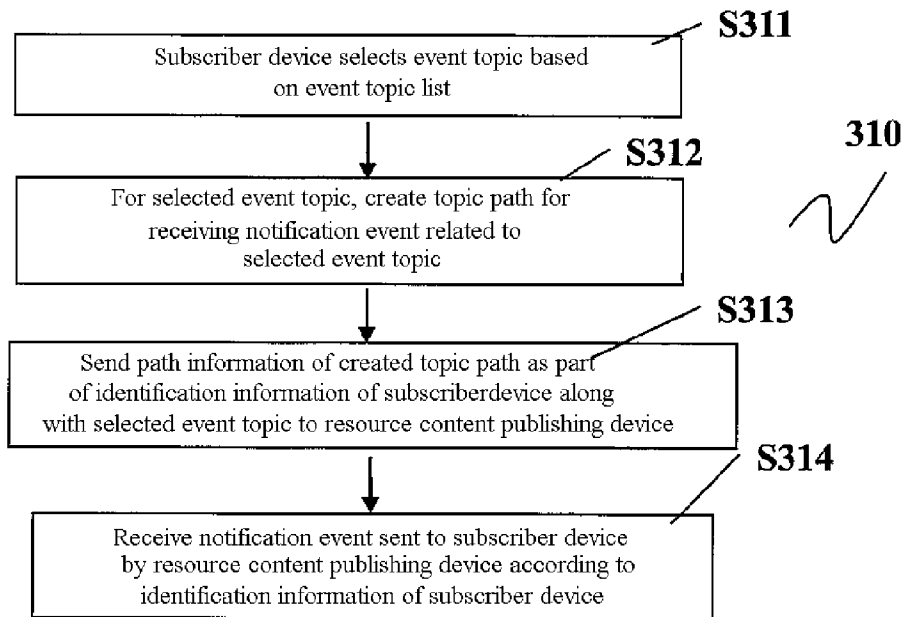 S311
Subscriber device selects event topic based
on event topic list
310
S312
For selected event topic, create topic path for
receiving notification event related to
selected event topic
S313
Send path information of created topic path as part
of identification information of subscriberdevice along
with selected event topic to resource content publishing device
S314
Receive notification event sent to subscriber device
by resource content publishing device according to
identification information of subscriber device